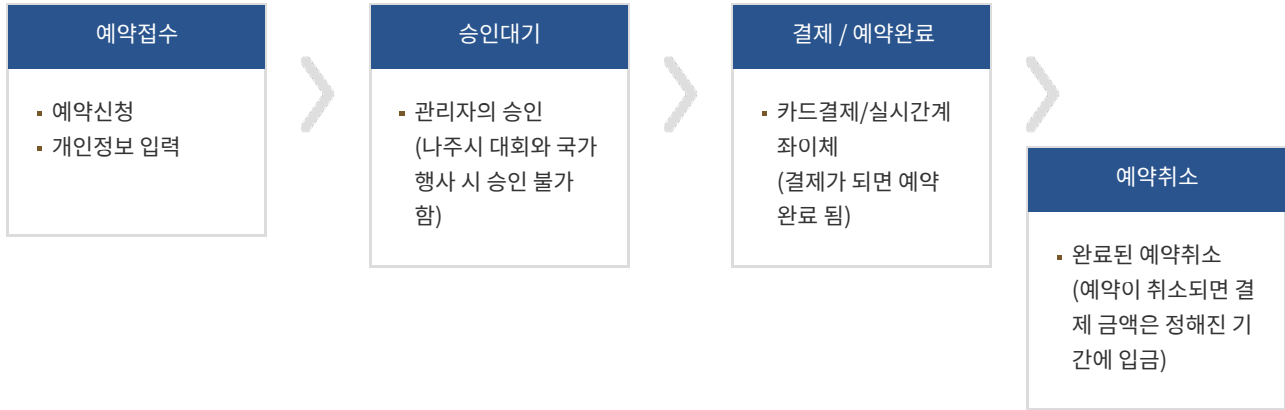 예약접수
예약신청
개인정보 입력
승인대기
관리자의 승인
(나주시 대회와 국가
행사 시 승인 불가
함)
결제 / 예약완료
카드결제/실시간계
좌이체
(결제가 되면 예약
완료 됨)
예약취소
완료된 예약취소
(예약이 취소되면 결
제 금액은 정해진 기
간에 입금)